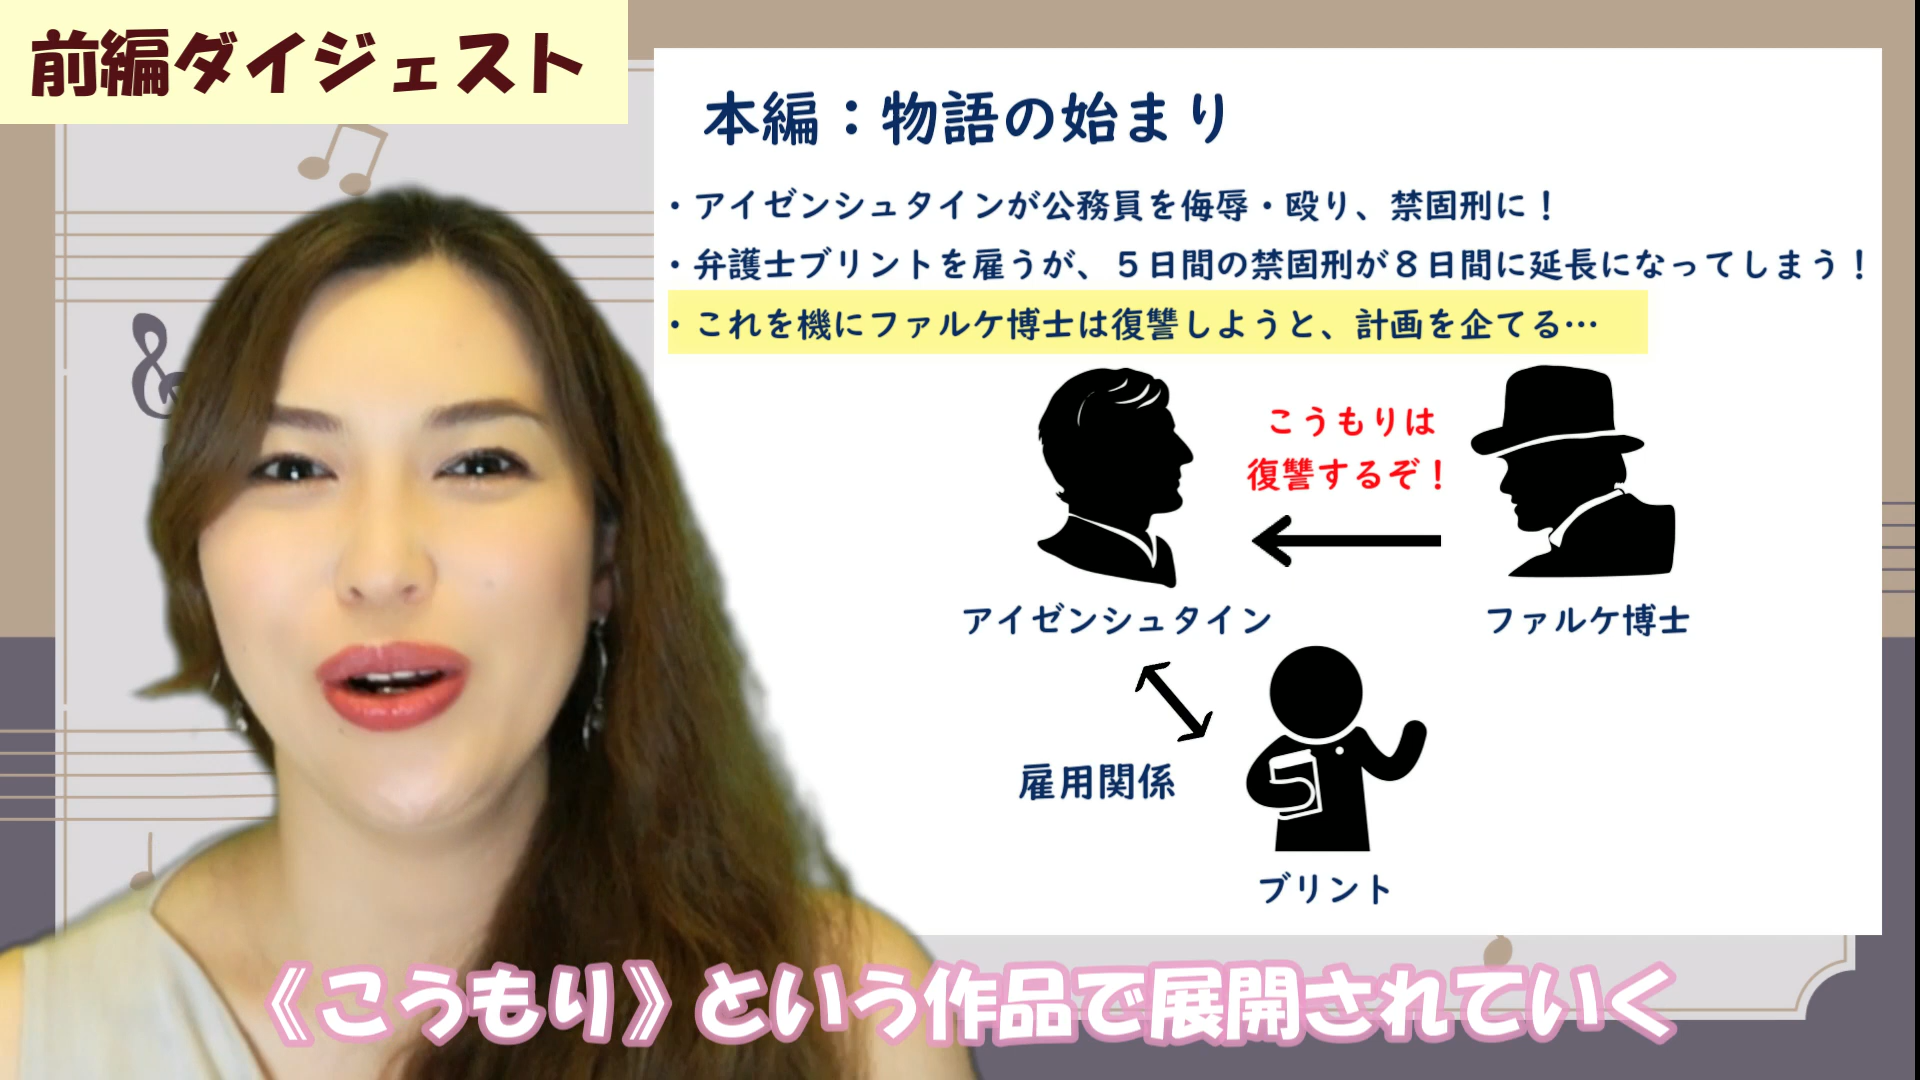 前編ダイジェスト
本編：物語の始まり
・アイゼンシュタインが公務員を侮辱・殴り、禁固刑に！
・弁護士ブリントを雇うが、５日間の禁固刑が８日間に延長になってしまう！
・これを機にファルケ博士は復讐しようと、計画を企てる…
こうもりは
復讐するぞ！
アイゼンシュタイン
ファルケ博士
雇用関係
ブリント
《こうもり》という作品で展開されていく